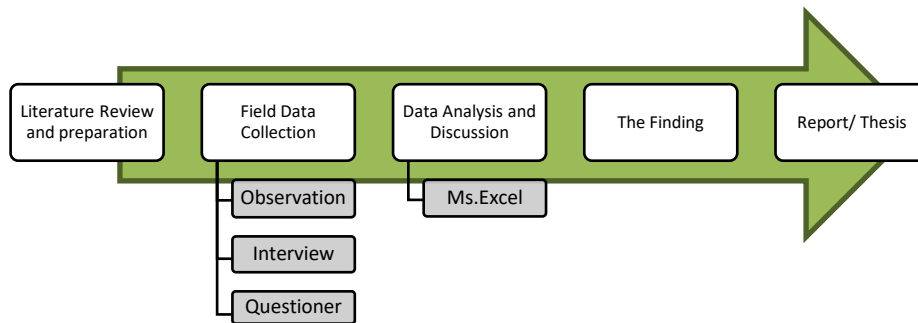 Literature Review
and preparation
Field Data
Collection
Data Analysis and
Discussion
The Finding
Report/ Thesis
Observation
Ms.Excel
Interview
Questioner